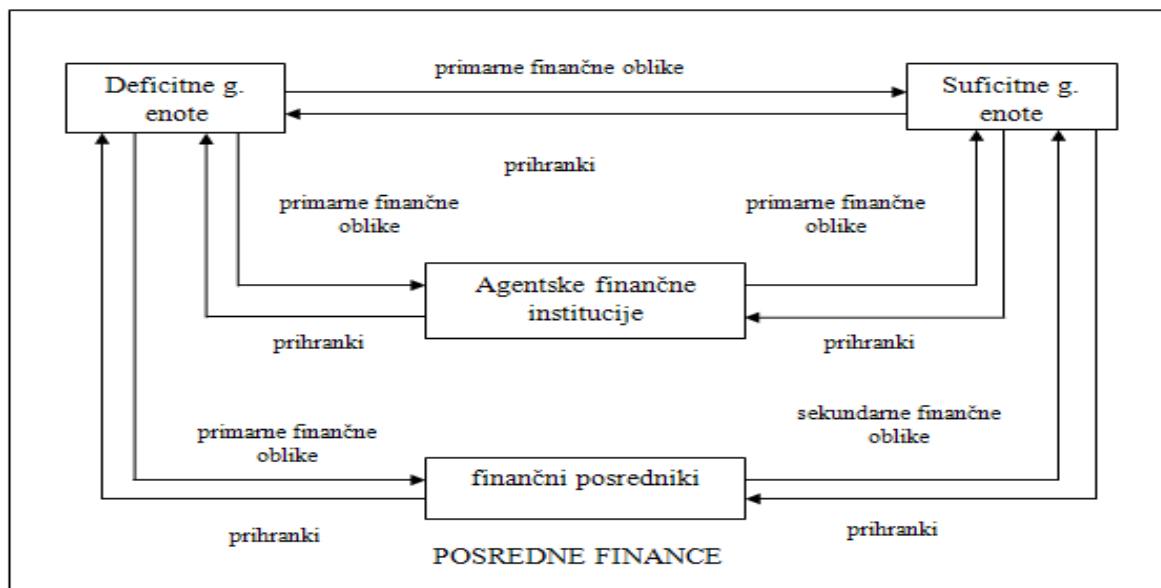 primarne finančne oblike
Deficitne g.
enote
Suficitne g.
enote
prihranki
primarne finančne
oblike
primarne finančne
oblike
Agentske finančne
institucije
prihranki
prihranki
sekundarne finančne
oblike
primarne finančne
oblike
finančni posredniki
prihranki
prihranki
POSREDNE FINANCE